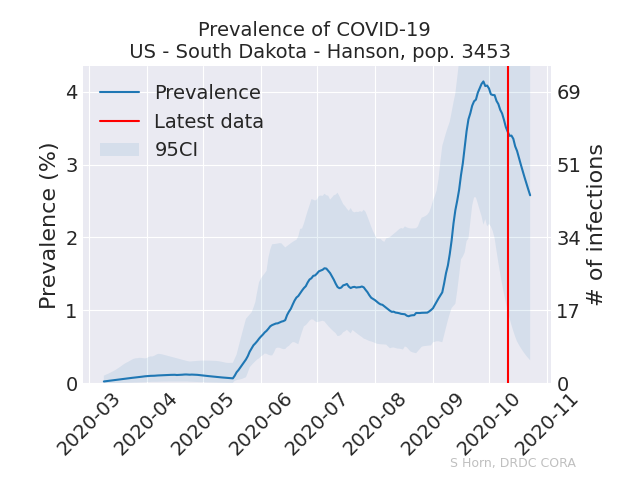 Prevalence of COVID-19
US - South Dakota - Hanson, pop. 3453
Prevalence
Latest data
95CI
Prevalence (%)
4
3
2
1
0
69
51
34
17
0
# of infections
2020-03
2020-04
2020-05
2020-06
2020-07
2020-08
2020-09
2020-10
2020-11
S Horn, DRDC CORA